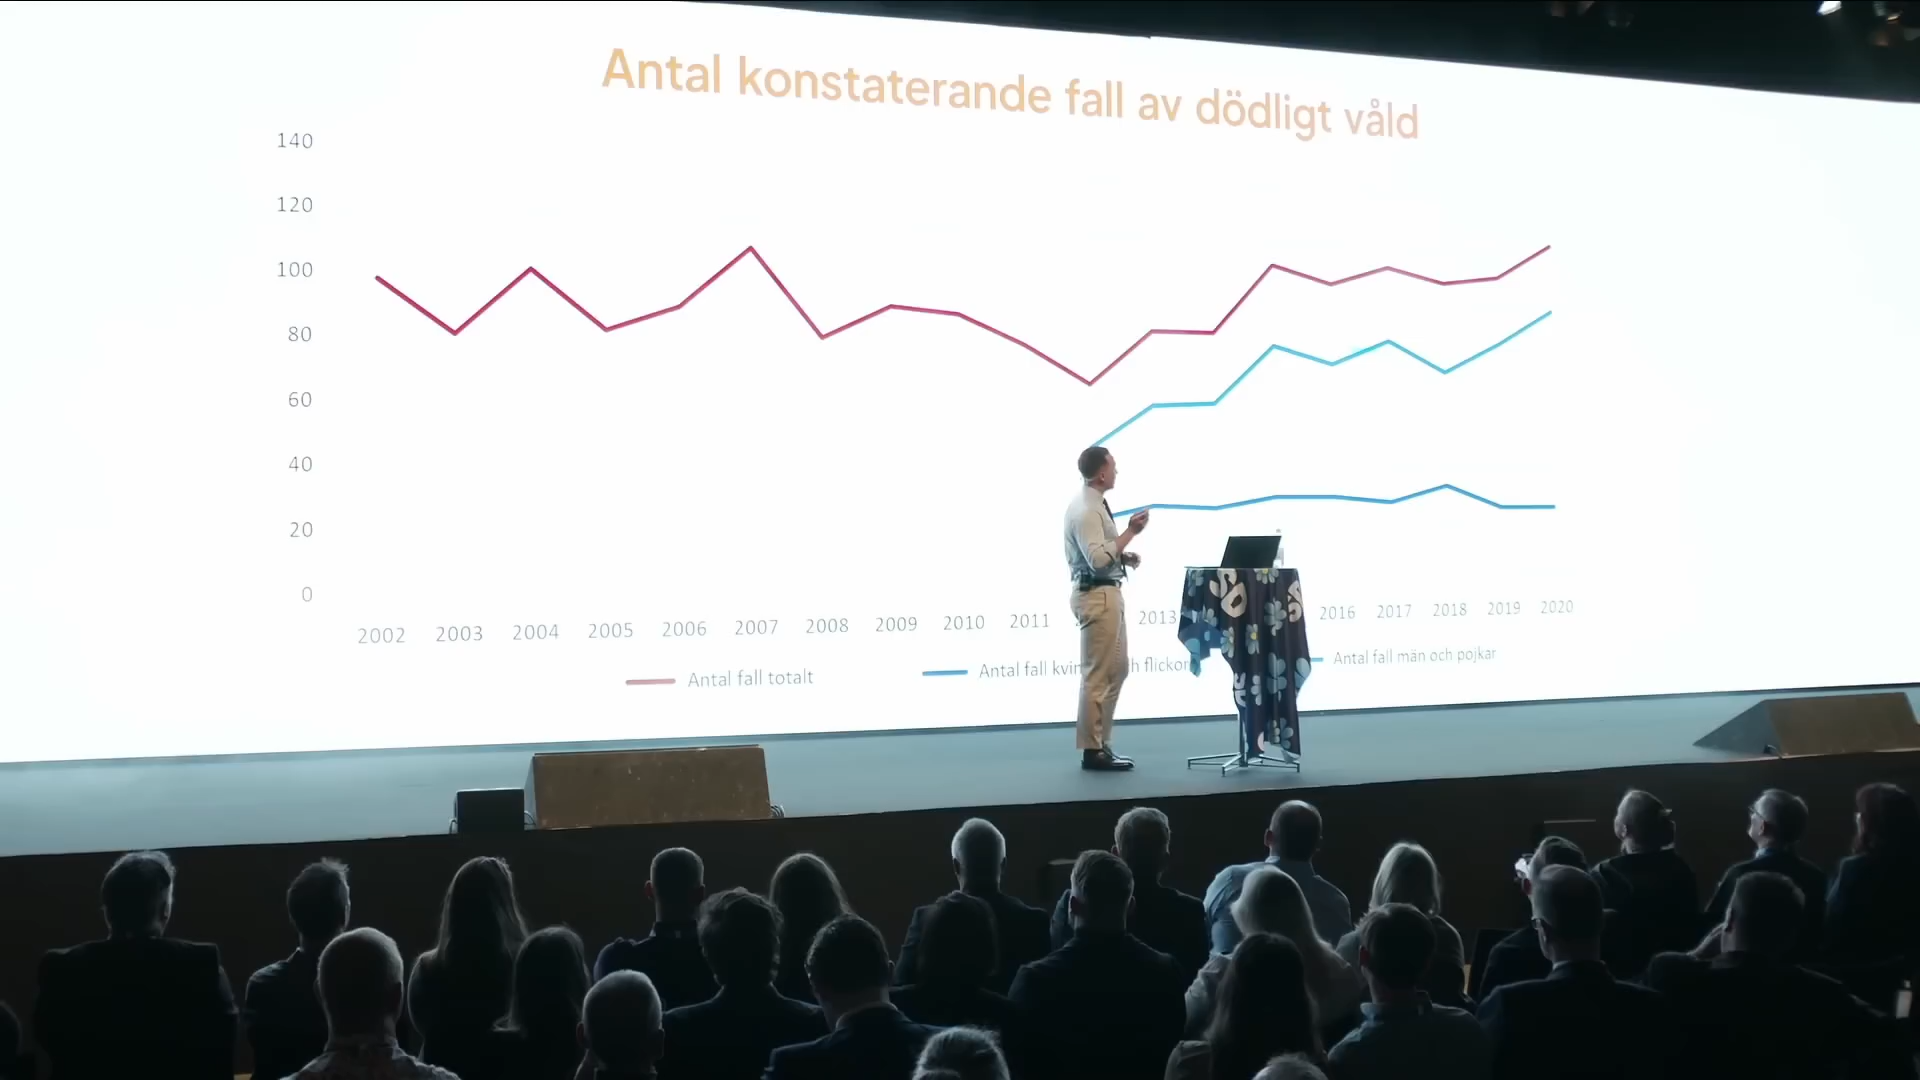 Antal konstaterande fall av dödligt våld
140
120
100
80
60
40
20
0
2002 2003 2004 2005 2006 2007 2008 2009 2010 2011 2013 2016 2017 2018 2019 2020
Antal fall totalt Antal fall flickor Antal fall män och pojkar
SD